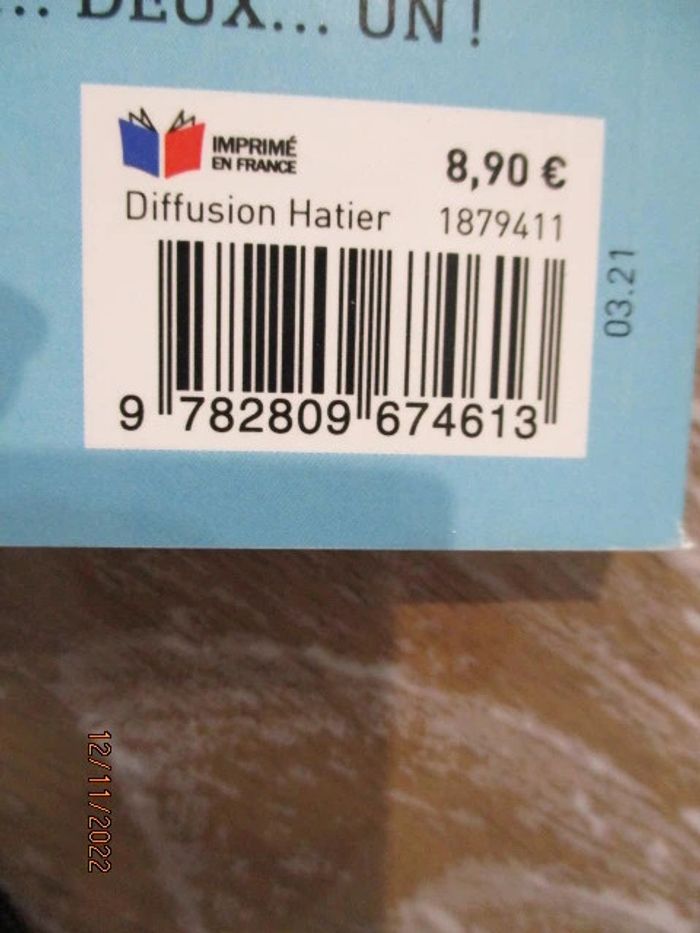 ... DEUX... UN !
IMPRIMÉ
EN FRANCE
8,90 €
Diffusion Hatier 1879411
03.21
9 782809 674613
12/11/2022